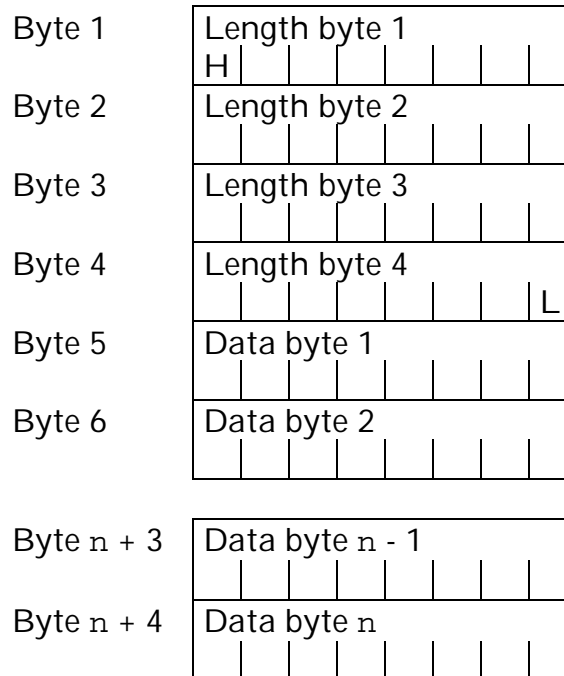 Byte 1 Length byte 1
H
Byte 2 Length byte 2
Byte 3 Length byte 3
Byte 4 Length byte 4
L
Byte 5 Data byte 1
Byte 6 Data byte 2
Byte n + 3 Data byte n - 1
Byte n + 4 Data byte n